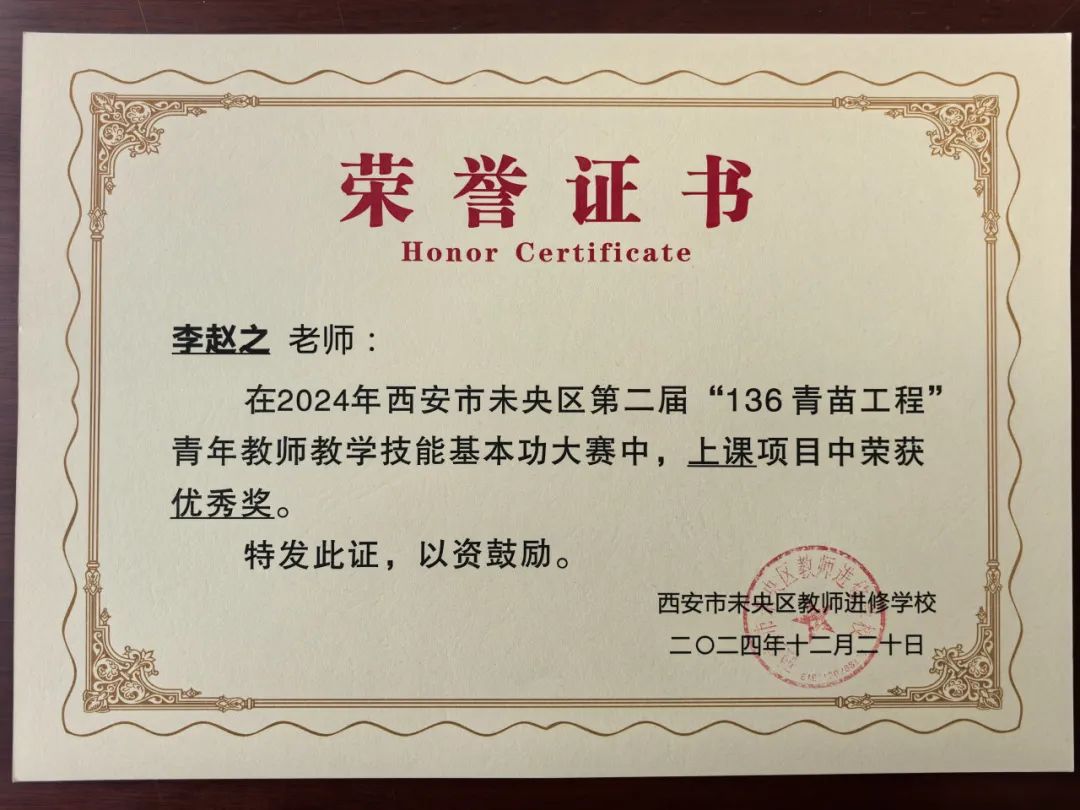 荣誉证书
Honor Certificate
李赵之 老师：
在2024年西安市未央区第二届“136青苗工程”
青年教师教学技能基本功大赛中，上课项目中荣获
优秀奖。
特发此证，以资鼓励。
西安市未央区教师进修学校
二〇二四年十二月二十日